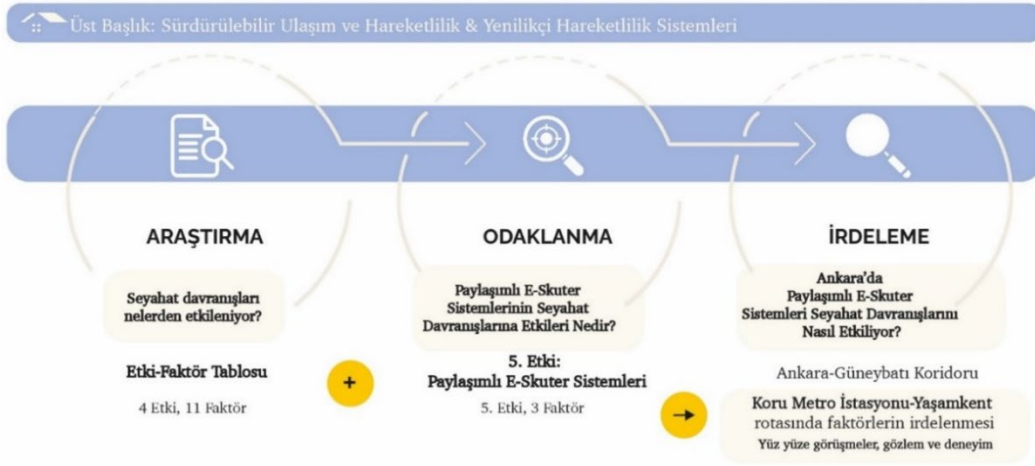 Üst Başlık: Sürdürülebilir Ulaşım ve Hareketlilik & Yenilikçi Hareketlilik Sistemleri
ARAŞTIRMA
Seyahat davranışları
nelerden etkileniyor?
Etki-Faktör Tablosu
4 Etki, 11 Faktör
+
ODAKLANMA
Paylaşımlı E-Skuter
Sistemlerinin Seyahat
Davranışlarına Etkileri Nedir?
5. Etki:
Paylaşımlı E-Skuter Sistemleri
5. Etki, 3 Faktör
İRDELEME
Ankara'da
Paylaşımlı E-Skuter
Sistemleri Seyahat Davranışlarını
Nasıl Etkiliyor?
Ankara-Güneybatı Koridoru
Koru Metro İstasyonu-Yaşamkent
rotasında faktörlerin irdelenmesi
Yüz yüze görüşmeler, gözlem ve deneyim